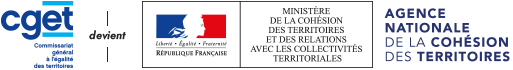 cget
Commissariat
général
à l'égalité
des territoires
devient
Liberté • Égalité • Fraternité
RÉPUBLIQUE FRANÇAISE
MINISTÈRE
DE LA COHÉSION
DES TERRITOIRES
ET DES RELATIONS
AVEC LES COLLECTIVITÉS
TERRITORIALES
AGENCE
NATIONALE
DE LA COHÉSION
DES TERRITOIRES